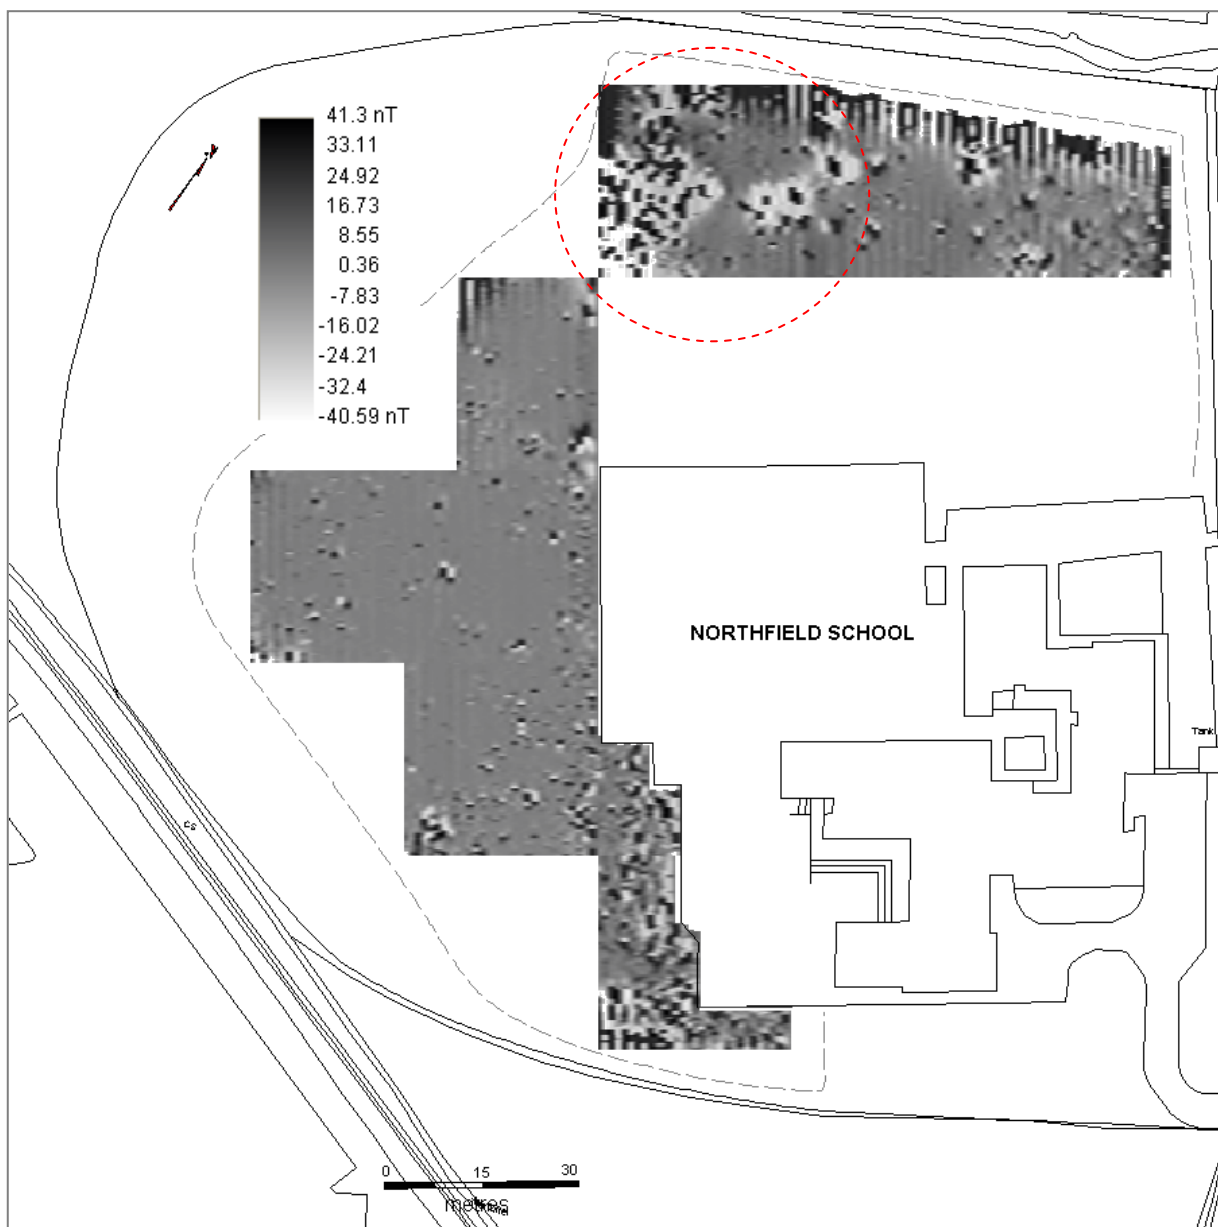 41.3 nT
33.11
24.92
16.73
8.55
0.36
-7.83
-16.02
-24.21
-32.4
-40.59 nT
NORTHFIELD SCHOOL
Tank
CS
0 15 30
metres